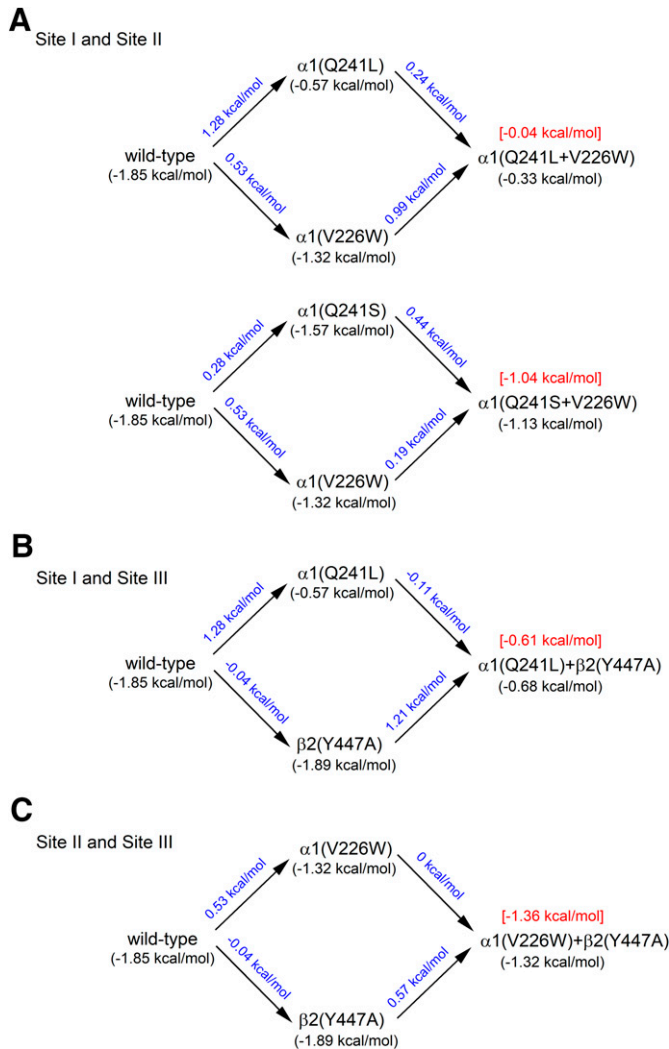 A
Site I and Site II
α1(Q241L)
(-0.57 kcal/mol)
1.28 kcal/mol
0.24 kcal/mol
wild-type
(-1.85 kcal/mol)
[-0.04 kcal/mol]
α1(Q241L+V226W)
(-0.33 kcal/mol)
0.53 kcal/mol
0.99 kcal/mol
α1(V226W)
(-1.32 kcal/mol)
α1(Q241S)
(-1.57 kcal/mol)
0.28 kcal/mol
0.44 kcal/mol
wild-type
(-1.85 kcal/mol)
[-1.04 kcal/mol]
α1(Q241S+V226W)
(-1.13 kcal/mol)
0.53 kcal/mol
0.19 kcal/mol
α1(V226W)
(-1.32 kcal/mol)
B
Site I and Site III
α1(Q241L)
(-0.57 kcal/mol)
1.28 kcal/mol
-0.11 kcal/mol
wild-type
(-1.85 kcal/mol)
[-0.61 kcal/mol]
α1(Q241L)+β2(Y447A)
(-0.68 kcal/mol)
-0.04 kcal/mol
1.21 kcal/mol
β2(Y447A)
(-1.89 kcal/mol)
C
Site II and Site III
α1(V226W)
(-1.32 kcal/mol)
0.53 kcal/mol
0 kcal/mol
wild-type
(-1.85 kcal/mol)
[-1.36 kcal/mol]
α1(V226W)+β2(Y447A)
(-1.32 kcal/mol)
-0.04 kcal/mol
0.57 kcal/mol
β2(Y447A)
(-1.89 kcal/mol)